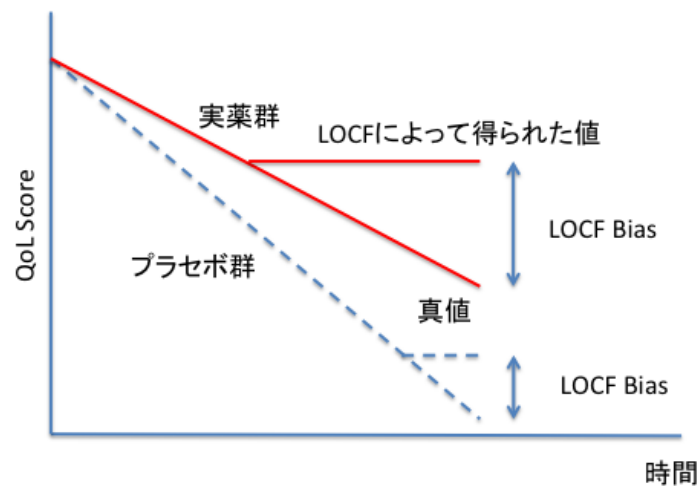 実薬群
LOCFによって得られた値
QoL Score
LOCF Bias
プラセボ群
真値
LOCF Bias
時間